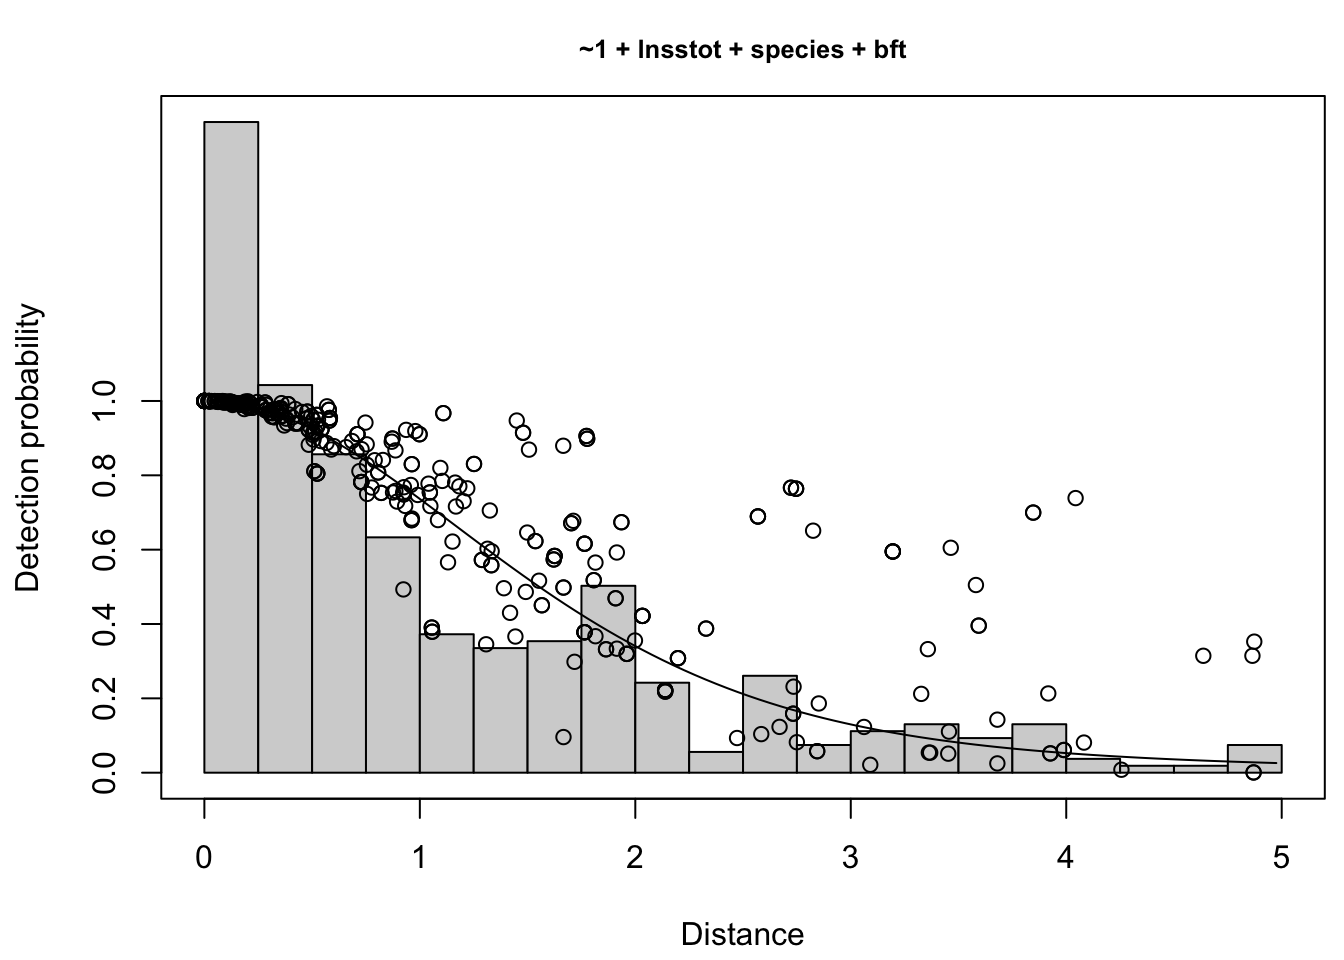 ~1 + lnsstot + species + bft
Detection probability
1.0
0.8
0.6
0.4
0.2
0.0
0 1 2 3 4 5
Distance